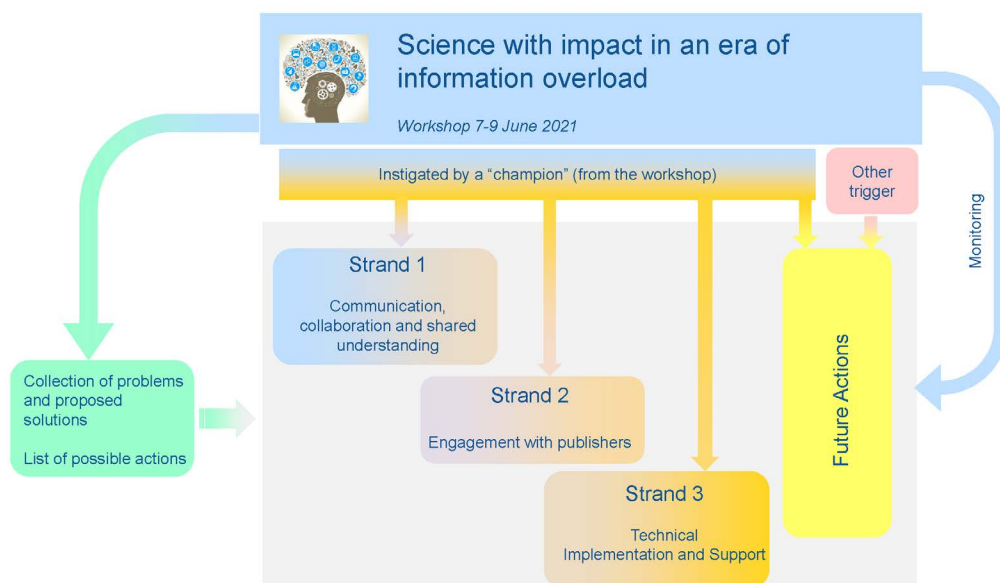 Science with impact in an era of
information overload
Workshop 7-9 June 2021
Instigated by a “champion” (from the workshop)
Other
trigger
Monitoring
Strand 1
Communication,
collaboration and shared
understanding
Collection of problems
and proposed
solutions
List of possible actions
Strand 2
Engagement with publishers
Strand 3
Technical
Implementation and Support
Future Actions